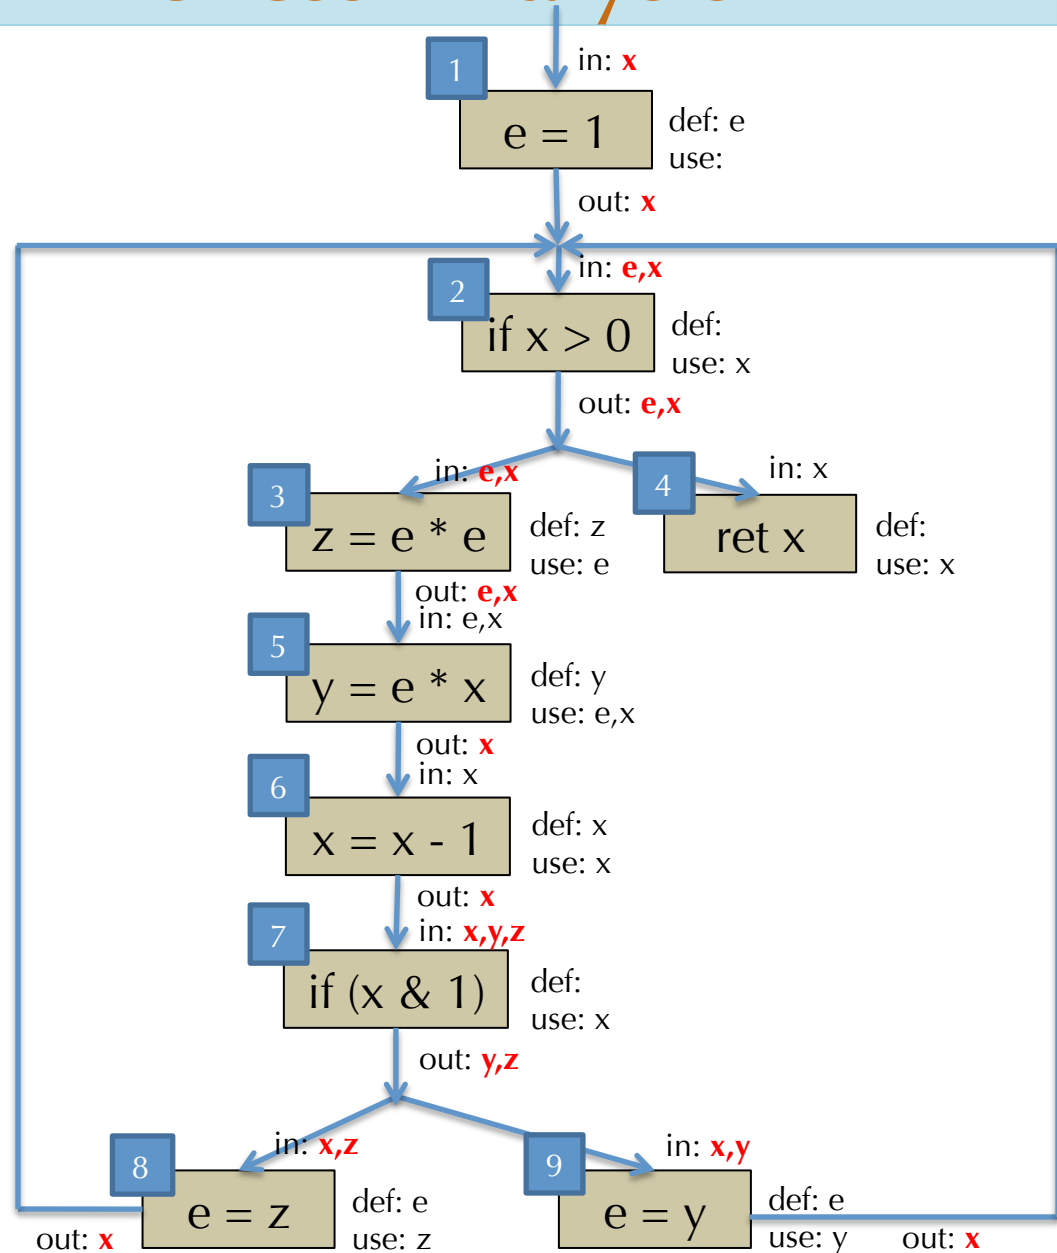 1
in: x
e = 1
def: e
use:
out: x
in: e,x
2
if x > 0
def:
use: x
out: e,x
in: e,x
3
z = e * e
def: z
use: e
out: e,x
in: x
4
ret x
def:
use: x
in: e,x
5
y = e * x
def: y
use: e,x
out: x
in: x
6
x = x - 1
def: x
use: x
out: x
in: x,y,z
7
if (x & 1)
def:
use: x
out: y,z
in: x,z
8
e = z
def: e
use: z
out: x
in: x,y
9
e = y
def: e
use: y
out: x